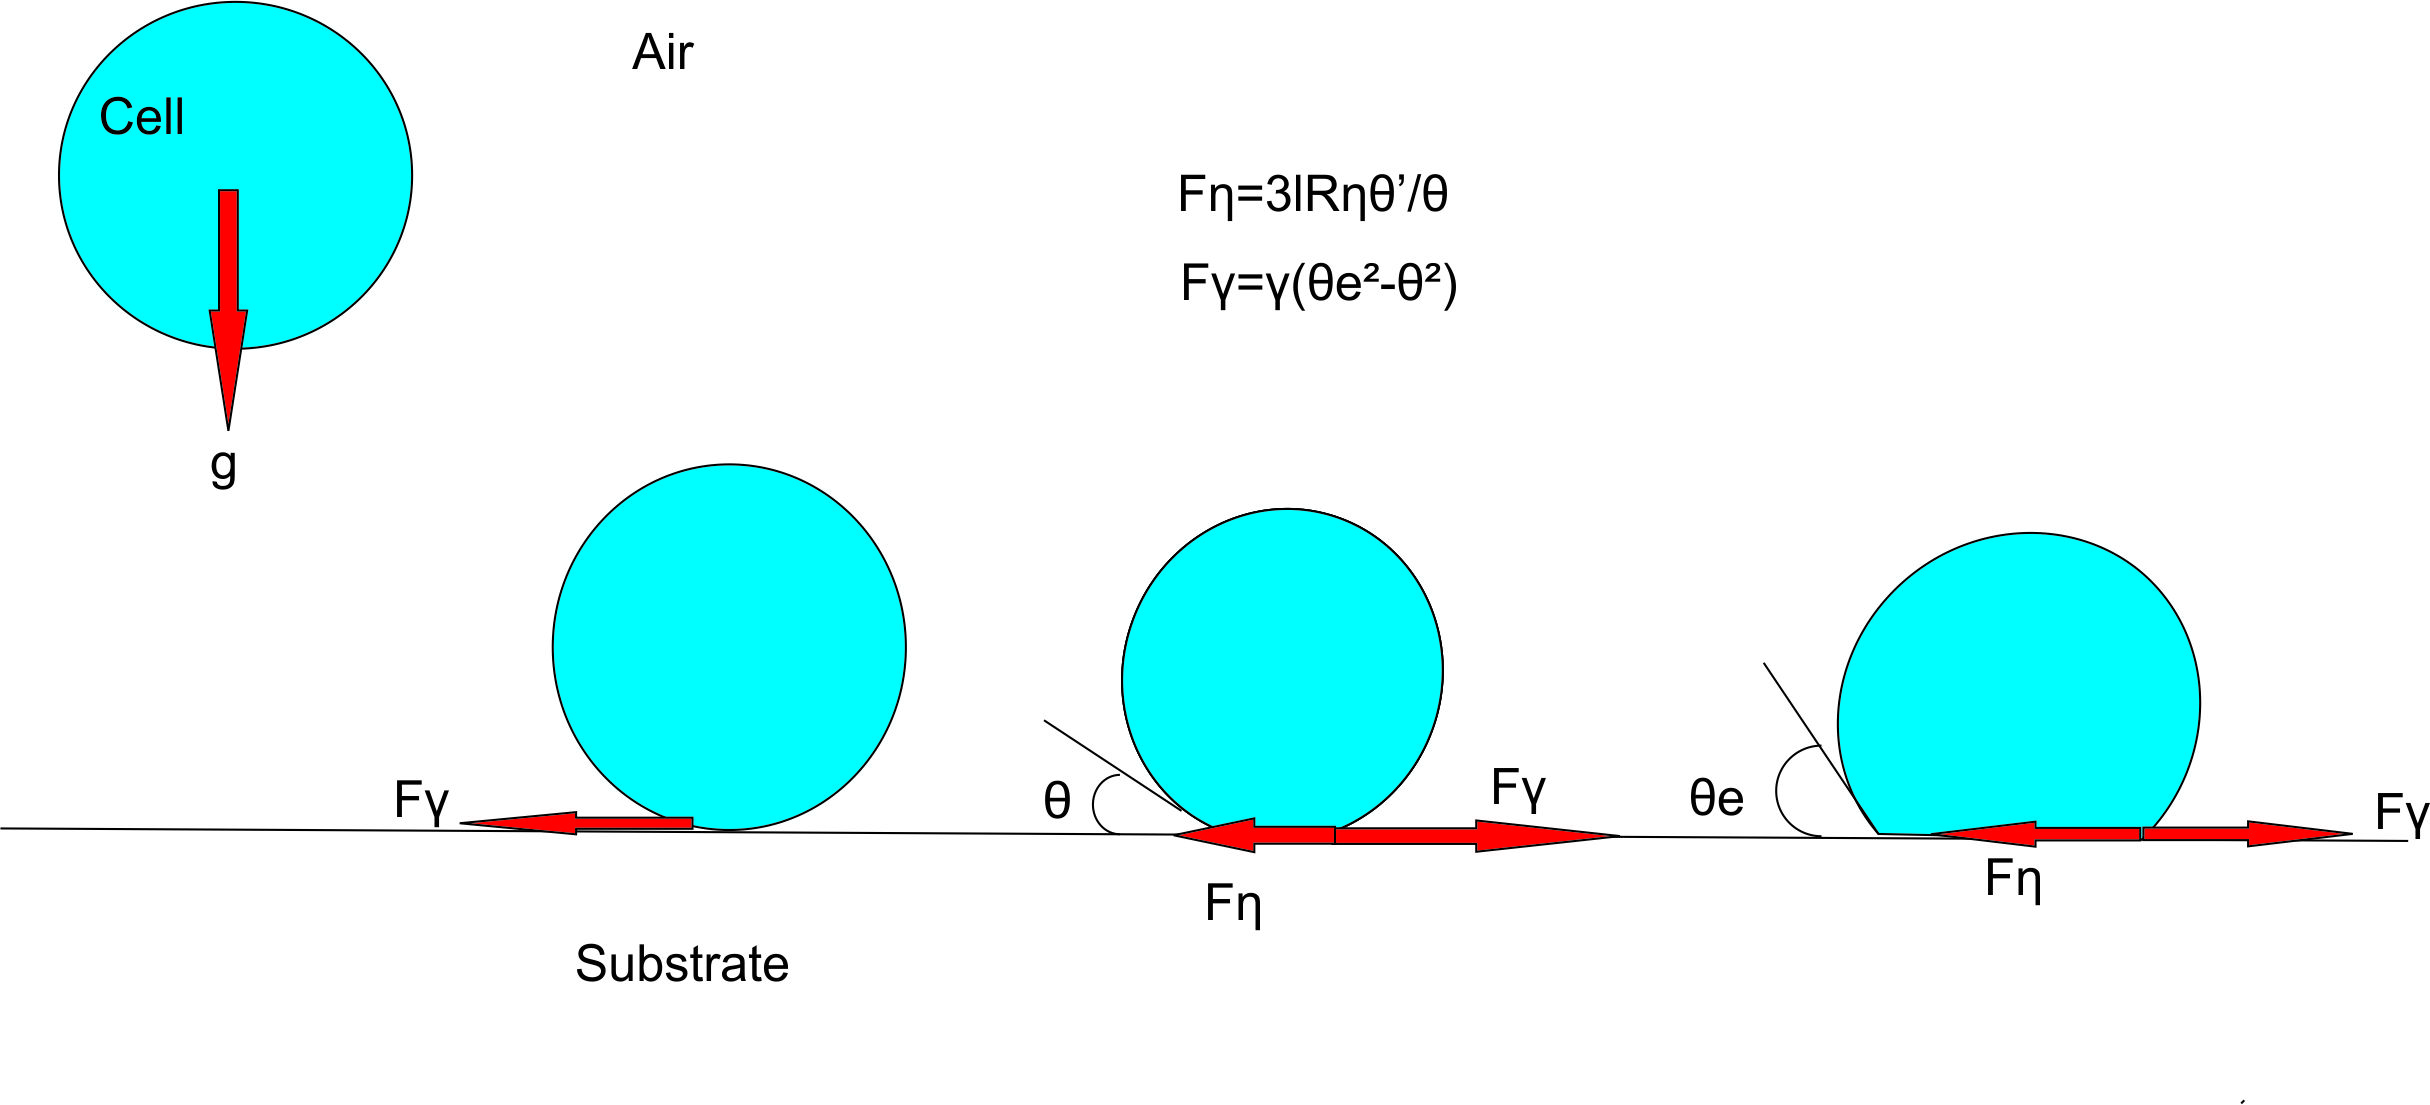 Air
Cell
Fη=3lRηθ’/θ
Fγ=γ(θe²-θ²)
g
Fγ
θ
Fγ
θe
Fγ
Fη
Fη
Substrate